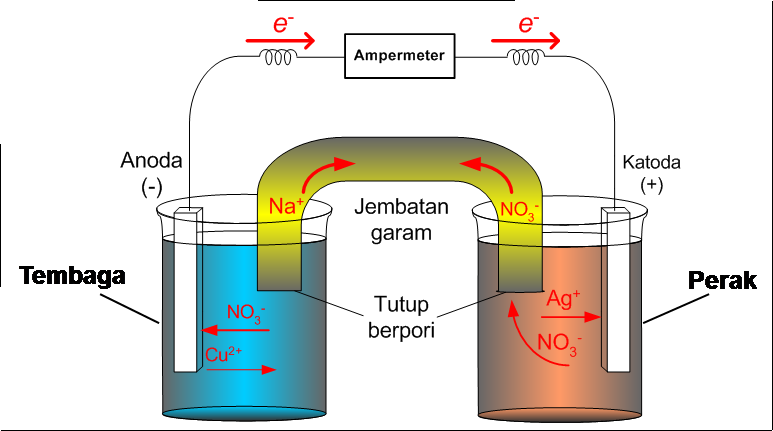 e⁻
e⁻
Ampermeter
Anoda
(-)
Katoda
(+)
Na⁺
Jembatan
garam
NO₃⁻
Tembaga
Perak
NO₃⁻
Cu²⁺
Tutup
berpori
Ag⁺
NO₃⁻